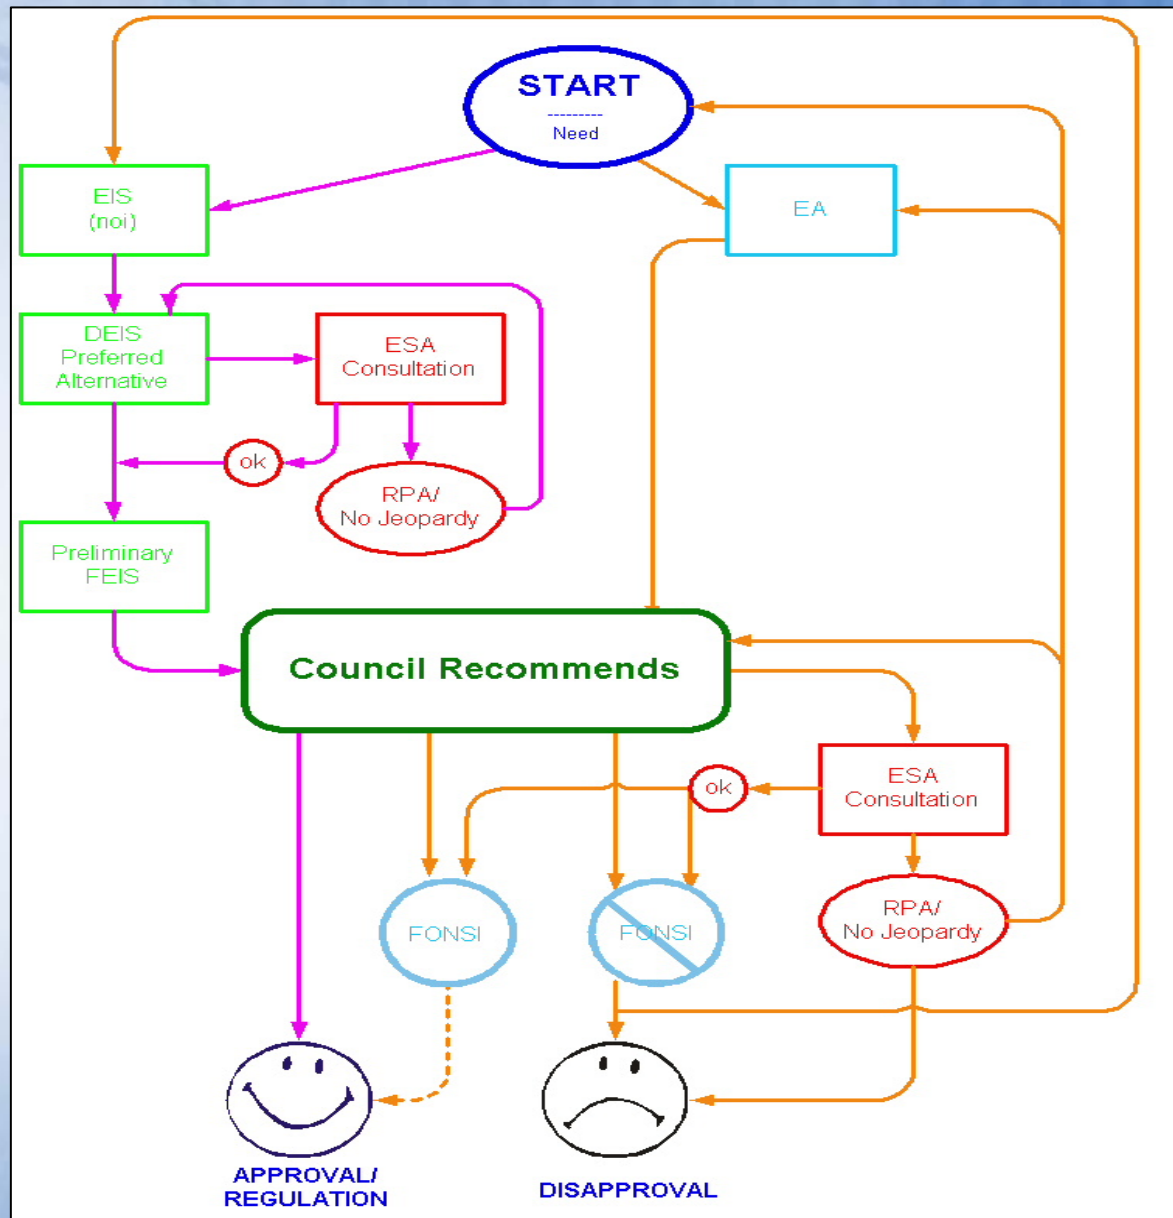 START
---------
Need
EIS
(noi)
EA
DEIS
Preferred
Alternative
ESA
Consultation
ok
RPA/
No Jeopardy
Preliminary
FEIS
Council Recommends
ok
ESA
Consultation
FONSI
FONSI
RPA/
No Jeopardy
APPROVAL/
REGULATION
DISAPPROVAL